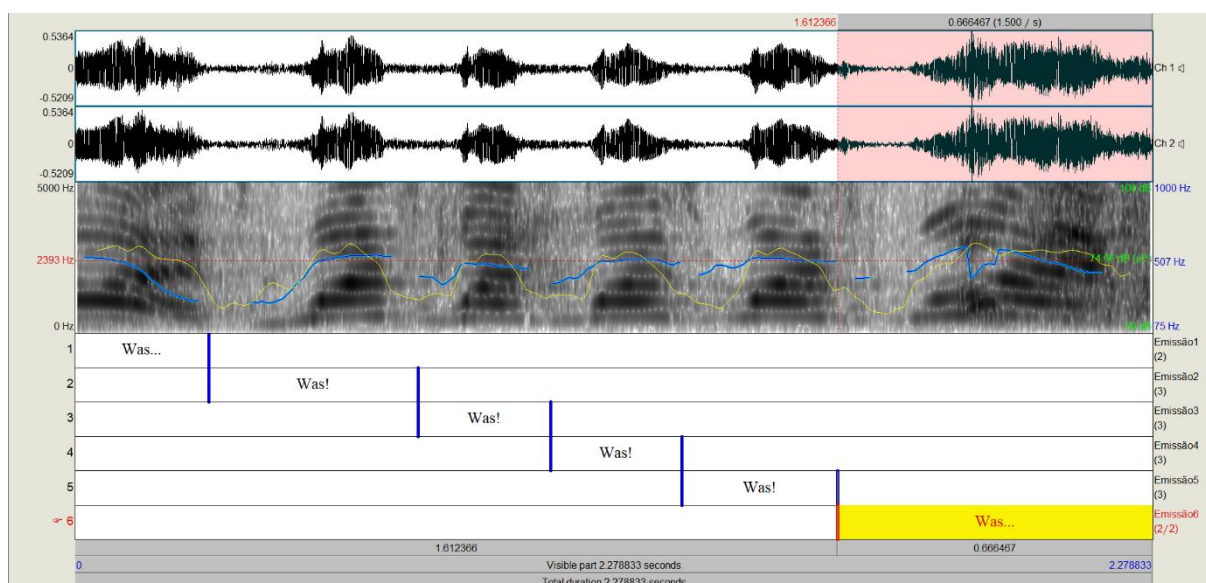 1.612366 0.666467 (1.500 / s)
0.5364
0
-0.5209
Ch 1
0.5364
0
-0.5209
Ch 2
5000 Hz
2393 Hz
0 Hz
100 dB
1000 Hz
507 Hz
75 Hz
1 Was... Emissão1 (2)
2 Was! Emissão2 (3)
3 Was! Emissão3 (3)
4 Was! Emissão4 (3)
5 Was! Emissão5 (3)
6 Was... Emissão6 (2/2)
1.612366 0.666467
0 Visible part 2.278833 seconds 2.278833
Total duration 2.278833 seconds